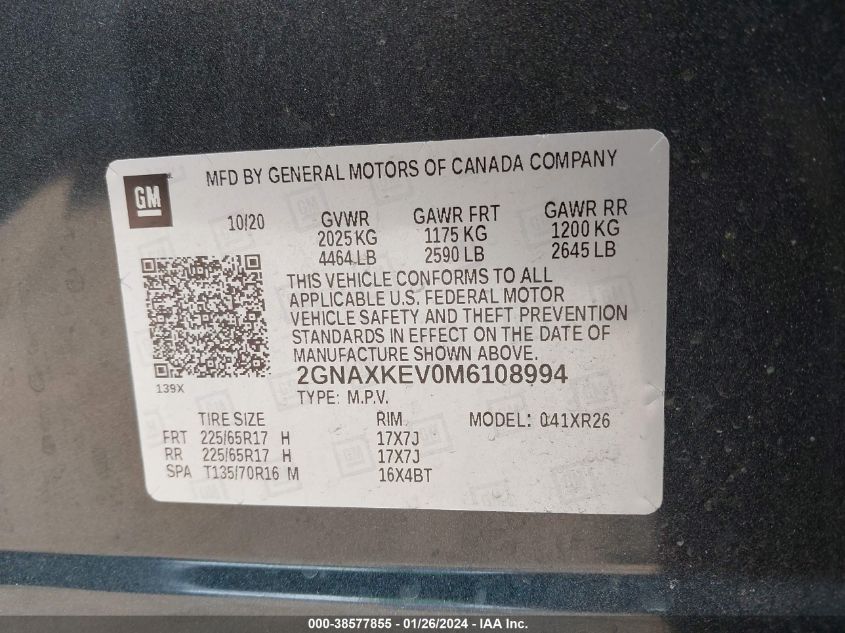 GM
MFD BY GENERAL MOTORS OF CANADA COMPANY
10/20 GVWR GAWR FRT GAWR RR
2025 KG 1175 KG 1200 KG
4464 LB 2590 LB 2645 LB
THIS VEHICLE CONFORMS TO ALL
APPLICABLE U.S. FEDERAL MOTOR
VEHICLE SAFETY AND THEFT PREVENTION
STANDARDS IN EFFECT ON THE DATE OF
MANUFACTURE SHOWN ABOVE.
139X
2GNAXKEV0M6108994
TYPE: M.P.V.
TIRE SIZE RIM MODEL: 041XR26
FRT 225/65R17 H 17X7J
RR 225/65R17 H 17X7J
SPA T135/70R16 M 16X4BT
000-38577855 - 01/26/2024 - IAA Inc.